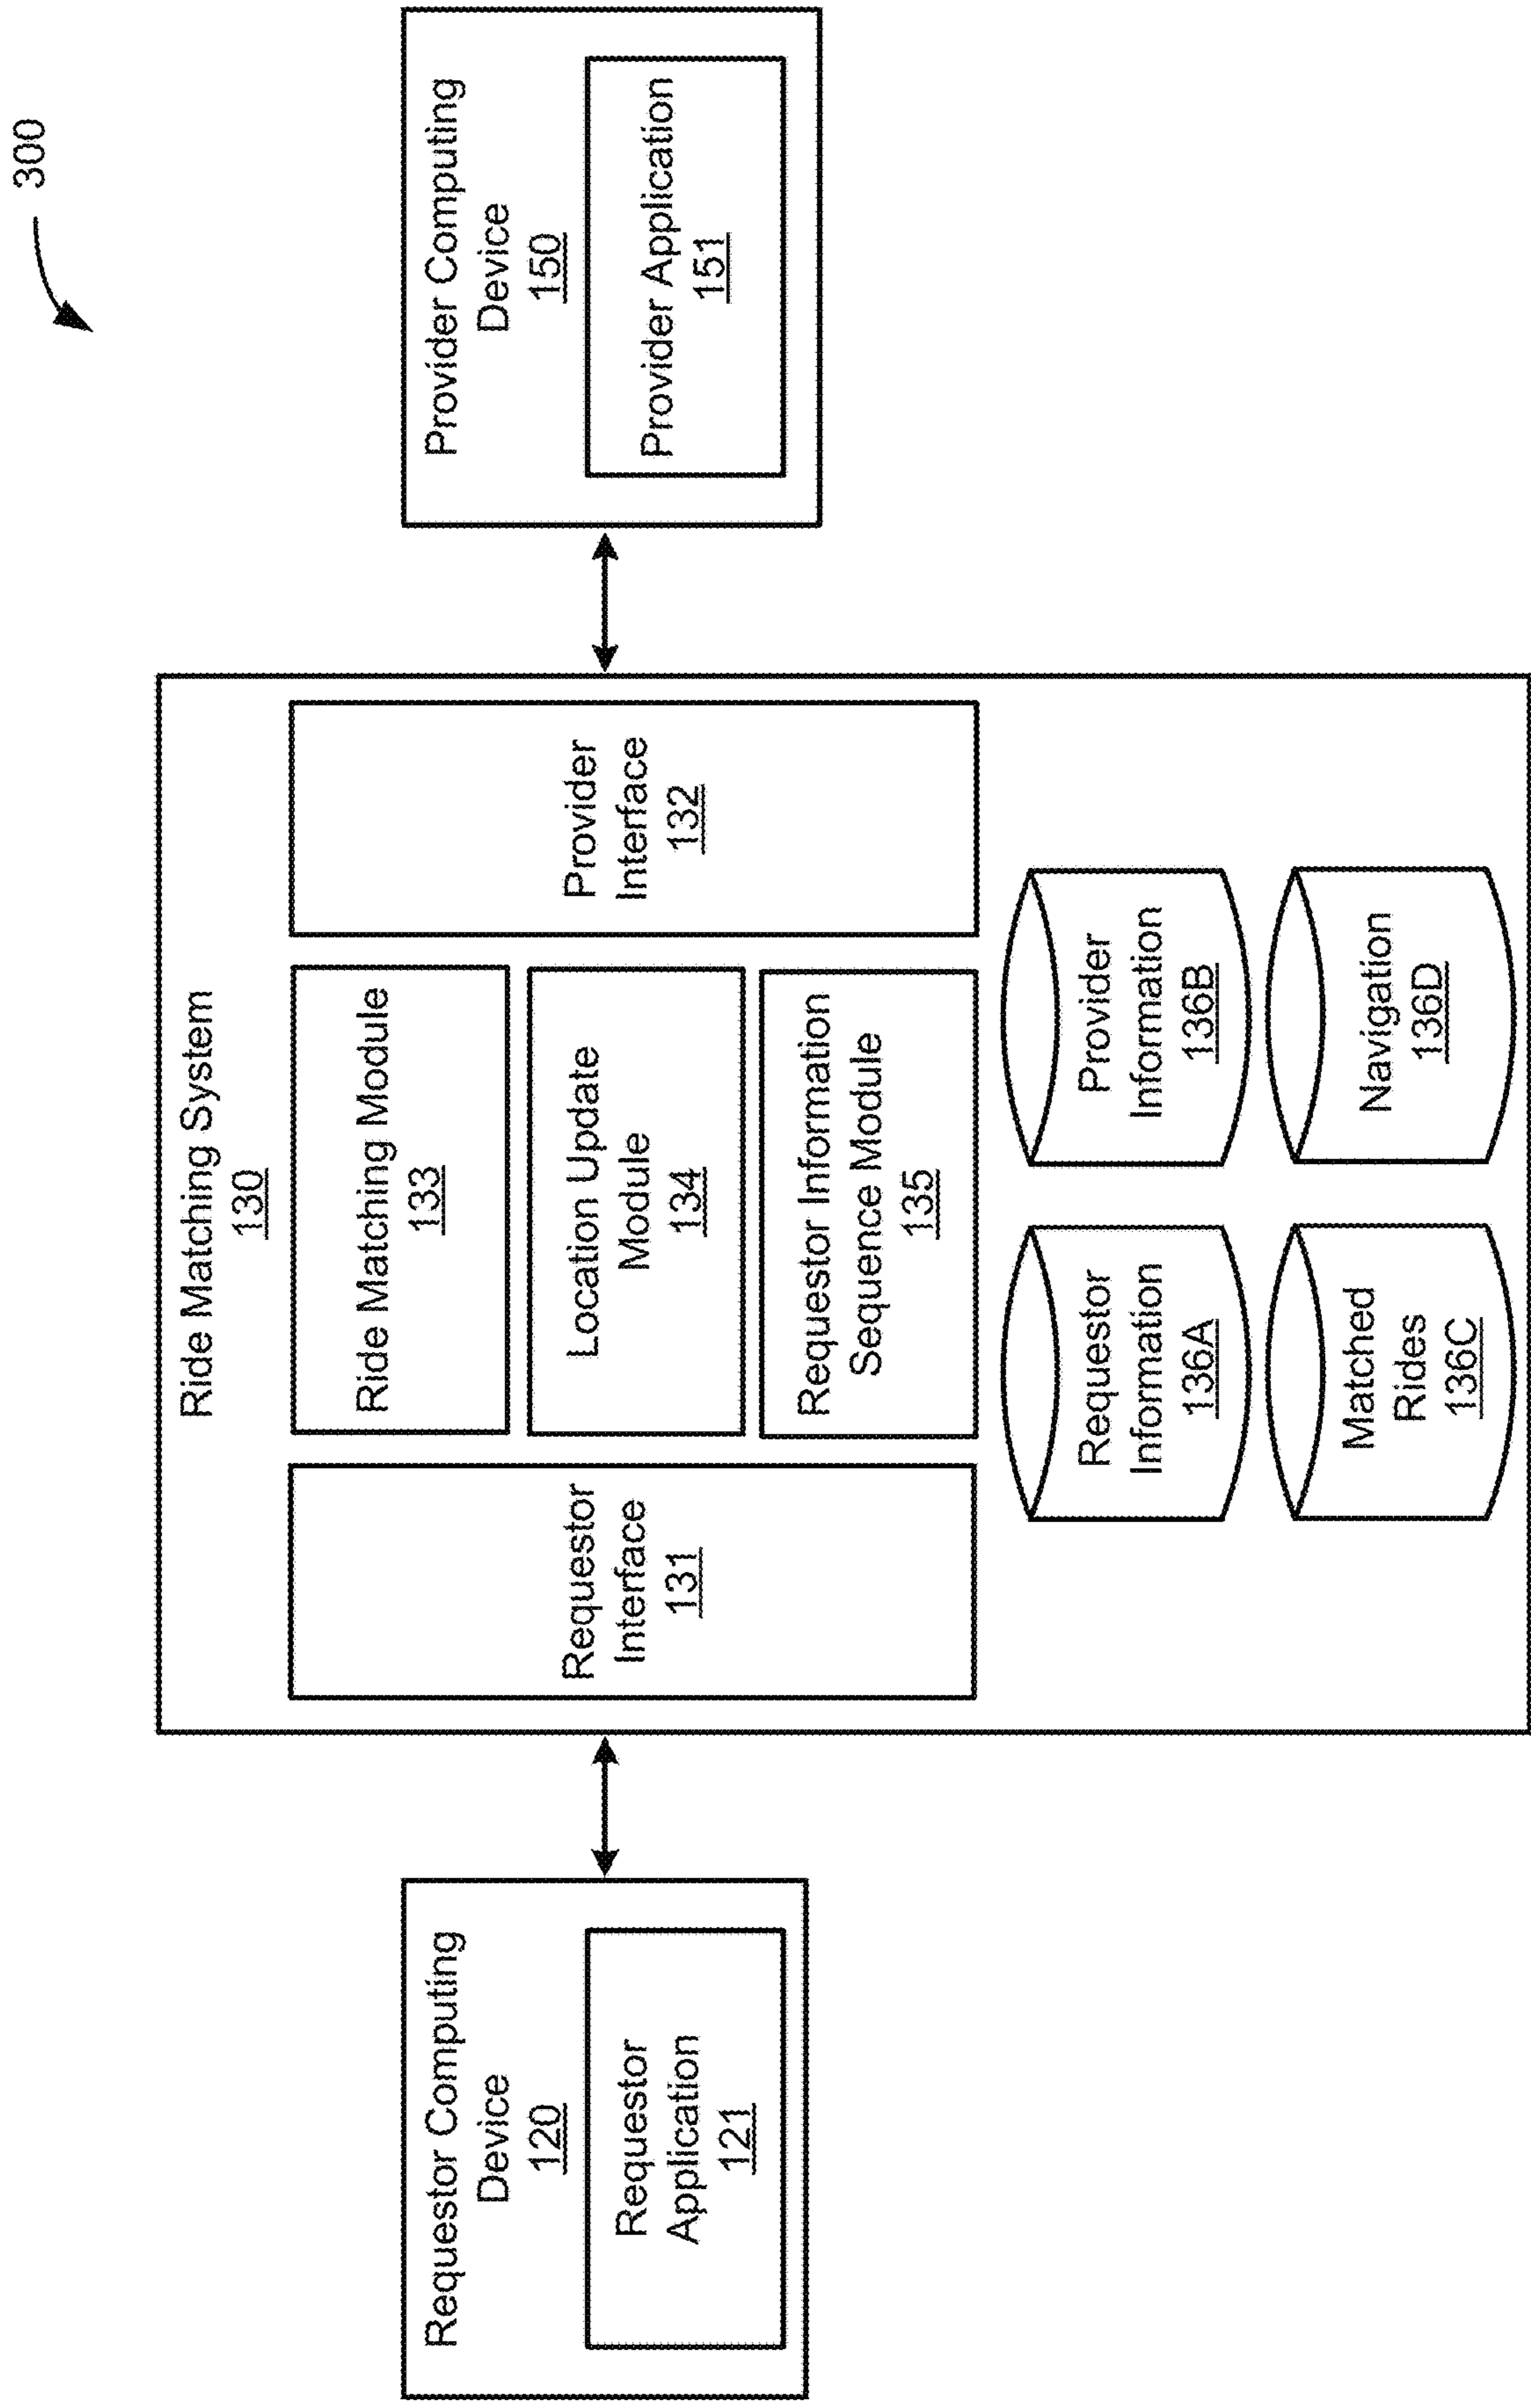 300
Requestor Computing
Device
120
Requestor
Application
121
Ride Matching System
130
Requestor
Interface
131
Ride Matching Module
133
Location Update
Module
134
Requestor Information
Sequence Module
135
Provider
Interface
132
Requestor
Information
136A
Provider
Information
136B
Matched
Rides
136C
Navigation
136D
Provider Computing
Device
150
Provider Application
151